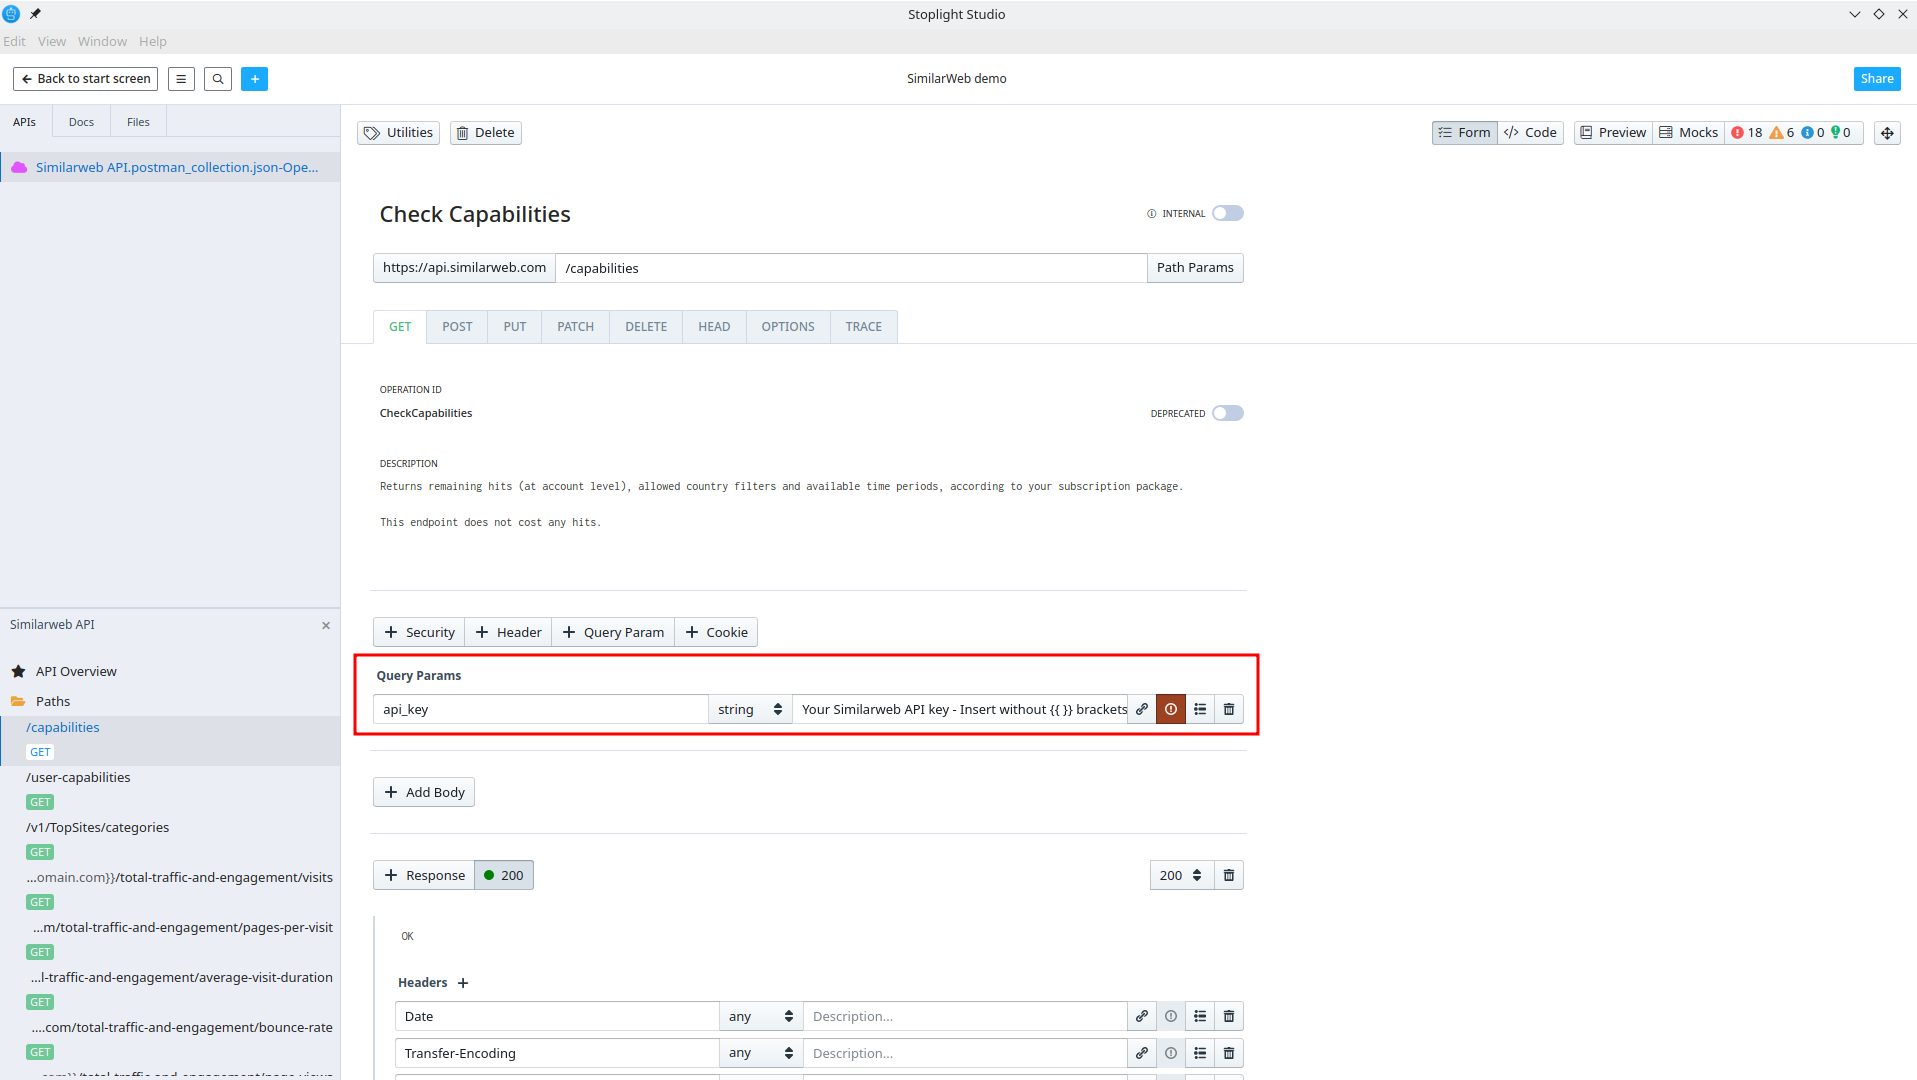 Stoplight Studio
Edit View Window Help
Back to start screen
SimilarWeb demo
Share
APIs Docs Files
Similarweb API.postman_collection.json-Ope...
Utilities Delete
Form </> Code Preview Mocks 18 6 0 0
Check Capabilities
INTERNAL
https://api.similarweb.com /capabilities Path Params
GET POST PUT PATCH DELETE HEAD OPTIONS TRACE
OPERATION ID
CheckCapabilities
DEPRECATED
DESCRIPTION
Returns remaining hits (at account level), allowed country filters and available time periods, according to your subscription package.
This endpoint does not cost any hits.
+ Security + Header + Query Param + Cookie
Query Params
api_key string Your Similarweb API key - Insert without {{ }} brackets
+ Add Body
+ Response 200 200
OK
Headers +
Date any Description...
Transfer-Encoding any Description...
Similarweb API
API Overview
Paths
/capabilities
GET
/user-capabilities
GET
/v1/TopSites/categories
GET
...omain.com}}/total-traffic-and-engagement/visits
GET
...m/total-traffic-and-engagement/pages-per-visit
GET
...l-traffic-and-engagement/average-visit-duration
GET
....com/total-traffic-and-engagement/bounce-rate
GET